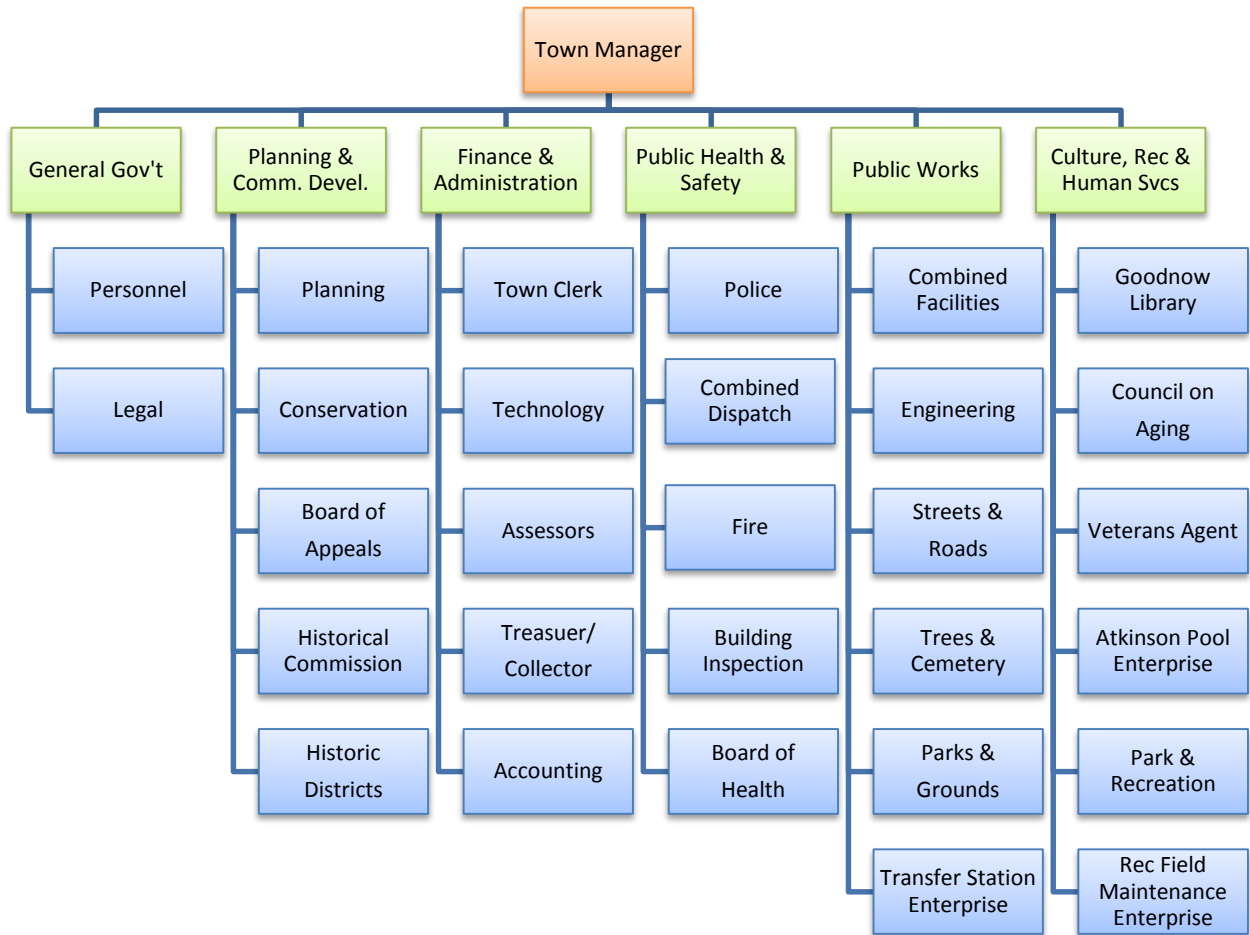 Town Manager
General Gov't
Planning &
Comm. Devel.
Finance &
Administration
Public Health &
Safety
Public Works
Culture, Rec &
Human Svcs
Personnel
Legal
Planning
Conservation
Board of
Appeals
Historical
Commission
Historic
Districts
Town Clerk
Technology
Assessors
Treasuer/
Collector
Accounting
Police
Combined
Dispatch
Fire
Building
Inspection
Board of
Health
Combined
Facilities
Engineering
Streets &
Roads
Trees &
Cemetery
Parks &
Grounds
Transfer Station
Enterprise
Goodnow
Library
Council on
Aging
Veterans Agent
Atkinson Pool
Enterprise
Park &
Recreation
Rec Field
Maintenance
Enterprise